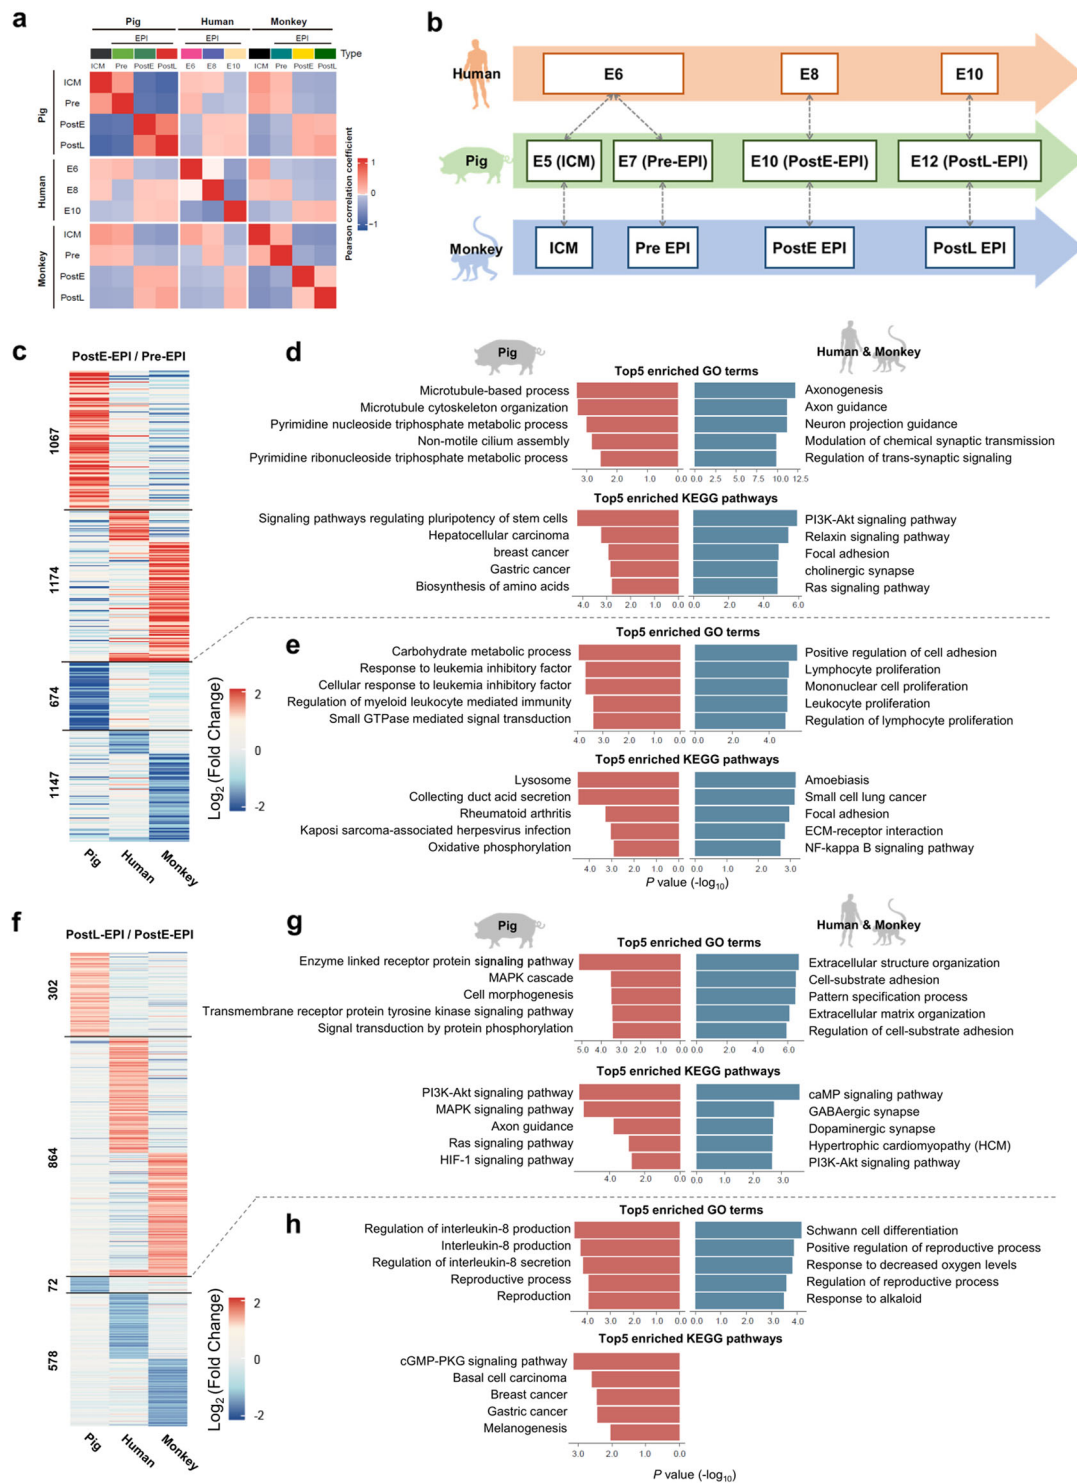 a
Pig Human Monkey
EPI EPI EPI
Type
ICM Pre PostE PostL E6 E8 E10 ICM Pre PostE PostL
Pig
ICM
Pre
PostE
PostL
Human
E6
E8
E10
Monkey
ICM
Pre
PostE
PostL
Pearson correlation coefficient
1
0
-1
b
Human
E6 E8 E10
Pig
E5 (ICM) E7 (Pre-EPI) E10 (PostE-EPI) E12 (PostL-EPI)
Monkey
ICM Pre EPI PostE EPI PostL EPI
c
PostE-EPI / Pre-EPI
1067
1174
674
1147
Pig Human Monkey
Log2 (Fold Change)
2
0
-2
d
Pig
Human & Monkey
Top5 enriched GO terms
Microtubule-based process Axonogenesis
Microtubule cytoskeleton organization Axon guidance
Pyrimidine nucleoside triphosphate metabolic process Neuron projection guidance
Non-motile cilium assembly Modulation of chemical synaptic transmission
Pyrimidine ribonucleoside triphosphate metabolic process Regulation of trans-synaptic signaling
3.0 2.0 1.0 0.0 0.0 2.5 5.0 7.5 10.0 12.5
Top5 enriched KEGG pathways
Signaling pathways regulating pluripotency of stem cells PI3K-Akt signaling pathway
Hepatocellular carcinoma Relaxin signaling pathway
breast cancer Focal adhesion
Gastric cancer cholinergic synapse
Biosynthesis of amino acids Ras signaling pathway
4.0 3.0 2.0 1.0 0.0 0.0 2.0 4.0 6.0
e
Top5 enriched GO terms
Carbohydrate metabolic process Positive regulation of cell adhesion
Response to leukemia inhibitory factor Lymphocyte proliferation
Cellular response to leukemia inhibitory factor Mononuclear cell proliferation
Regulation of myeloid leukocyte mediated immunity Leukocyte proliferation
Small GTPase mediated signal transduction Regulation of lymphocyte proliferation
4.0 3.0 2.0 1.0 0.0 0.0 2.0 4.0
Top5 enriched KEGG pathways
Lysosome Amoebiasis
Collecting duct acid secretion Small cell lung cancer
Rheumatoid arthritis Focal adhesion
Kaposi sarcoma-associated herpesvirus infection ECM-receptor interaction
Oxidative phosphorylation NF-kappa B signaling pathway
4.0 3.0 2.0 1.0 0.0 0.0 1.0 2.0 3.0
P value (-log10)
f
PostL-EPI / PostE-EPI
302
864
72
578
Pig Human Monkey
Log2 (Fold Change)
2
0
-2
g
Pig
Human & Monkey
Top5 enriched GO terms
Enzyme linked receptor protein signaling pathway Extracellular structure organization
MAPK cascade Cell-substrate adhesion
Cell morphogenesis Pattern specification process
Transmembrane receptor protein tyrosine kinase signaling pathway Extracellular matrix organization
Signal transduction by protein phosphorylation Regulation of cell-substrate adhesion
5.0 4.0 3.0 2.0 1.0 0.0 0.0 2.0 4.0 6.0
Top5 enriched KEGG pathways
PI3K-Akt signaling pathway caMP signaling pathway
MAPK signaling pathway GABAergic synapse
Axon guidance Dopaminergic synapse
Ras signaling pathway Hypertrophic cardiomyopathy (HCM)
HIF-1 signaling pathway PI3K-Akt signaling pathway
4.0 2.0 0.0 0.0 1.0 2.0 3.0
h
Top5 enriched GO terms
Regulation of interleukin-8 production Schwann cell differentiation
Interleukin-8 production Positive regulation of reproductive process
Regulation of interleukin-8 secretion Response to decreased oxygen levels
Reproductive process Regulation of reproductive process
Reproduction Response to alkaloid
4.0 3.0 2.0 1.0 0.0 0.0 1.0 2.0 3.0 4.0
Top5 enriched KEGG pathways
cGMP-PKG signaling pathway
Basal cell carcinoma
Breast cancer
Gastric cancer
Melanogenesis
3.0 2.0 1.0 0.0
P value (-log10)